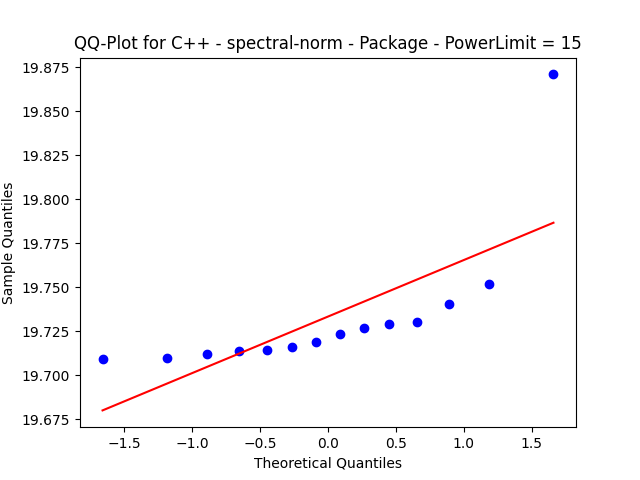 QQ-Plot for C++ - spectral-norm - Package - PowerLimit = 15
Sample Quantiles
19.875
19.850
19.825
19.800
19.775
19.750
19.725
19.700
19.675
−1.5 −1.0 −0.5 0.0 0.5 1.0 1.5
Theoretical Quantiles